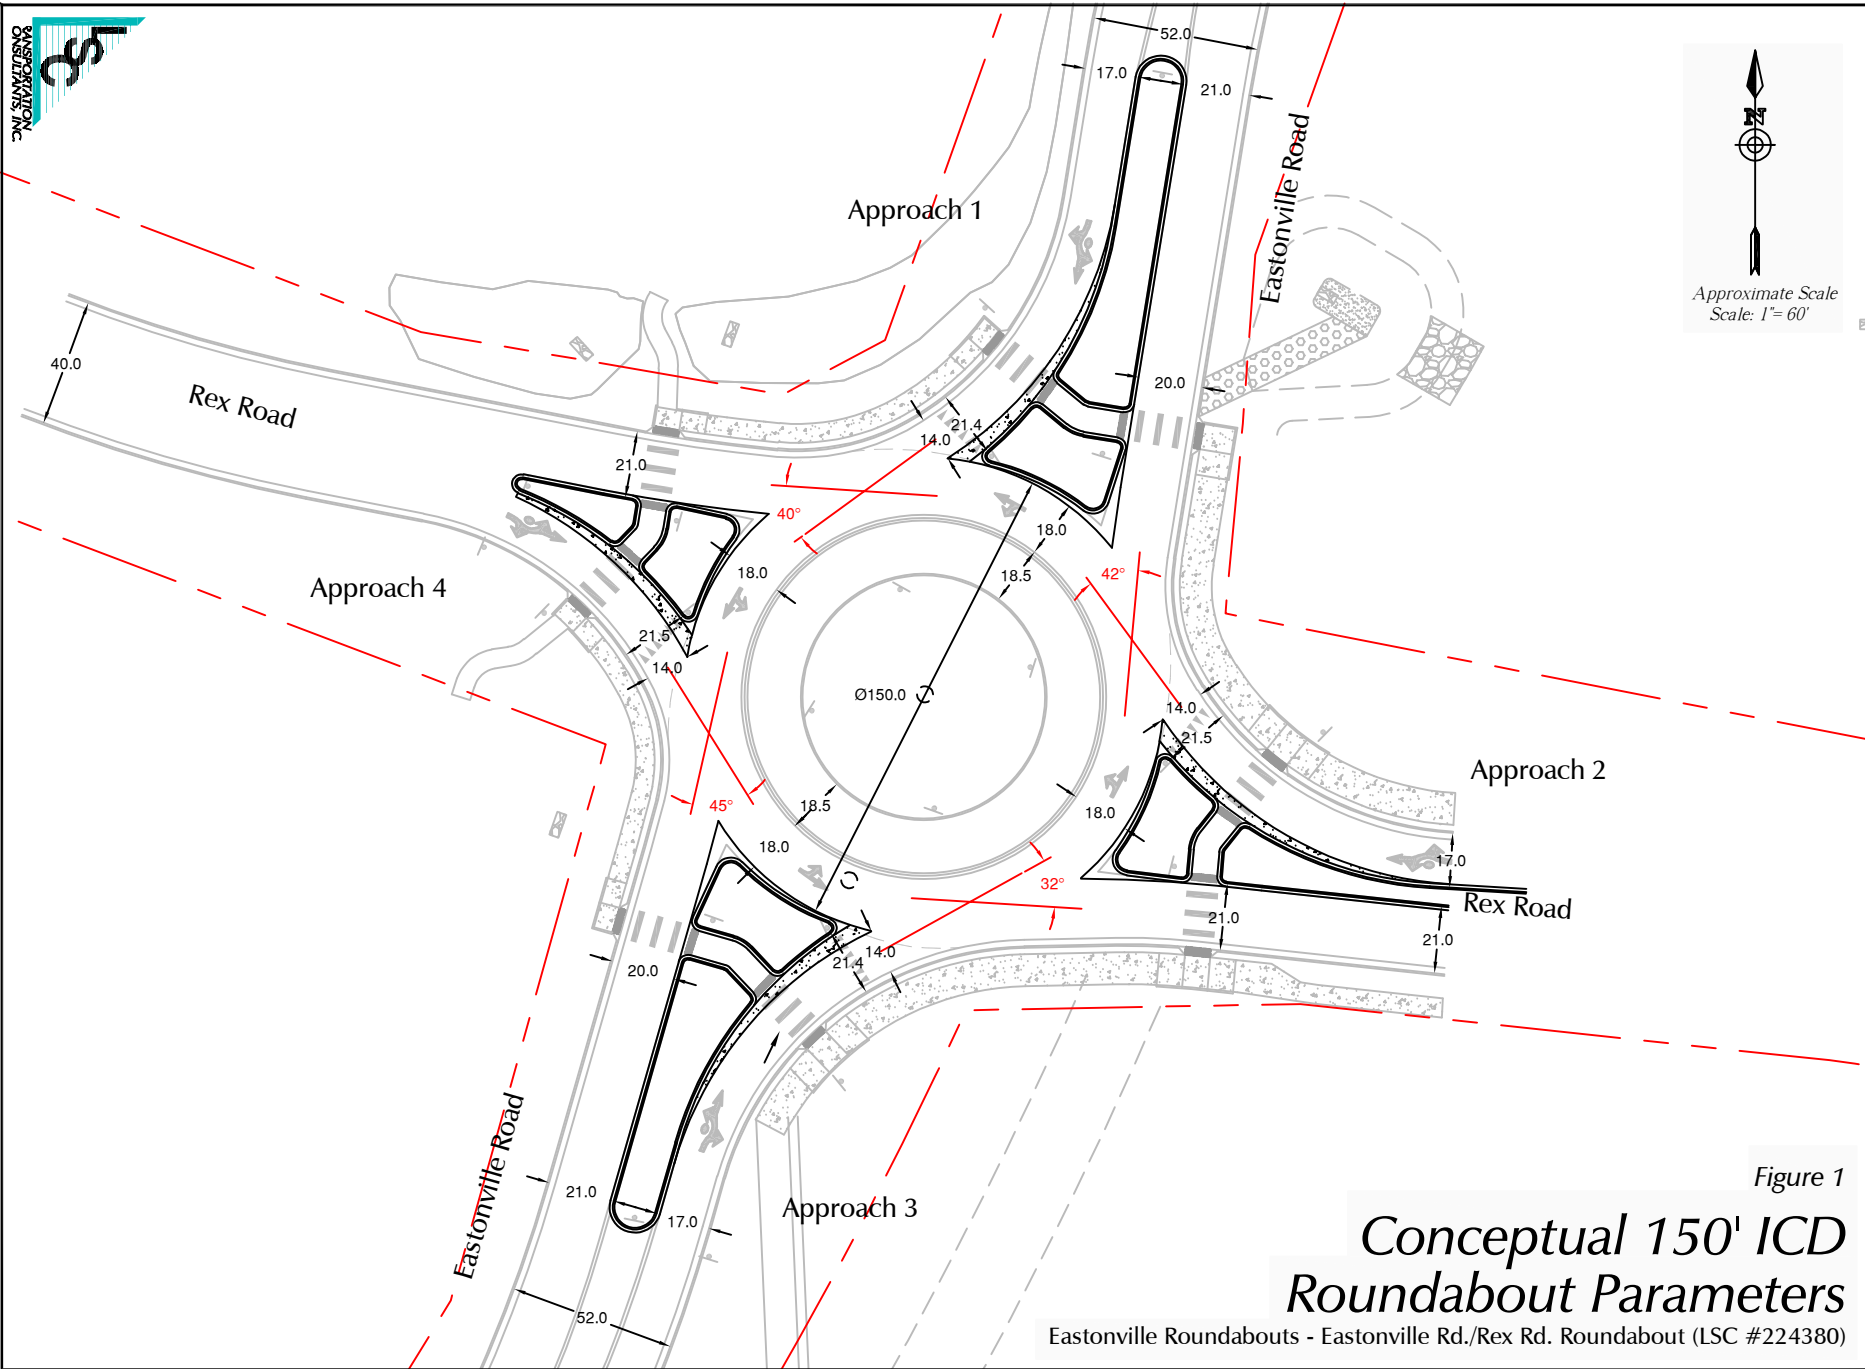 LSC
TRANSPORTATION
CONSULTANTS, INC.
52.0
17.0
21.0
Eastonville Road
N
Approximate Scale
Scale: 1"= 60'
Approach 1
40.0
Rex Road
20.0
21.4
14.0
21.0
40°
18.0
18.5
42°
18.0
Approach 4
21.5
14.0
Ø150.0
14.0
21.5
Approach 2
45°
18.5
18.0
18.0
17.0
32°
Rex Road
21.0
21.0
14.0
21.4
20.0
Eastonville Road
21.0
17.0
Approach 3
52.0
Figure 1
Conceptual 150' ICD
Roundabout Parameters
Eastonville Roundabouts - Eastonville Rd./Rex Rd. Roundabout (LSC #224380)